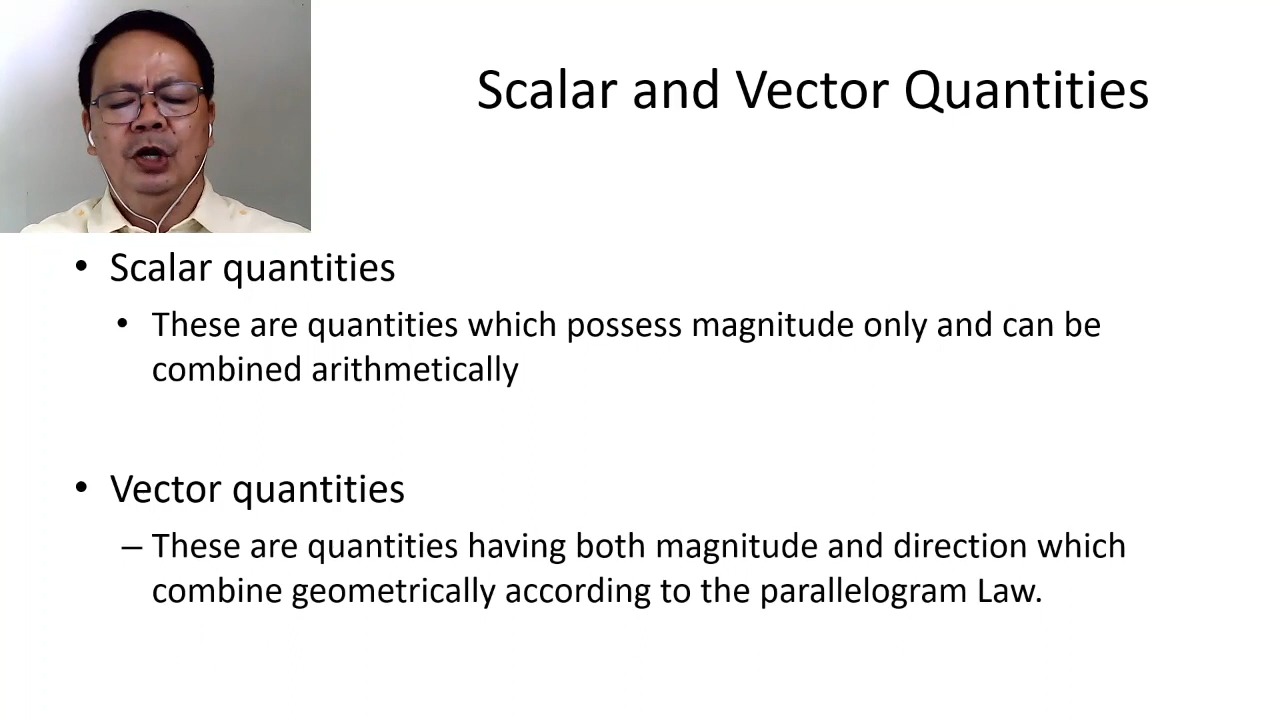 Scalar and Vector Quantities
• Scalar quantities
• These are quantities which possess magnitude only and can be
combined arithmetically
• Vector quantities
– These are quantities having both magnitude and direction which
combine geometrically according to the parallelogram Law.